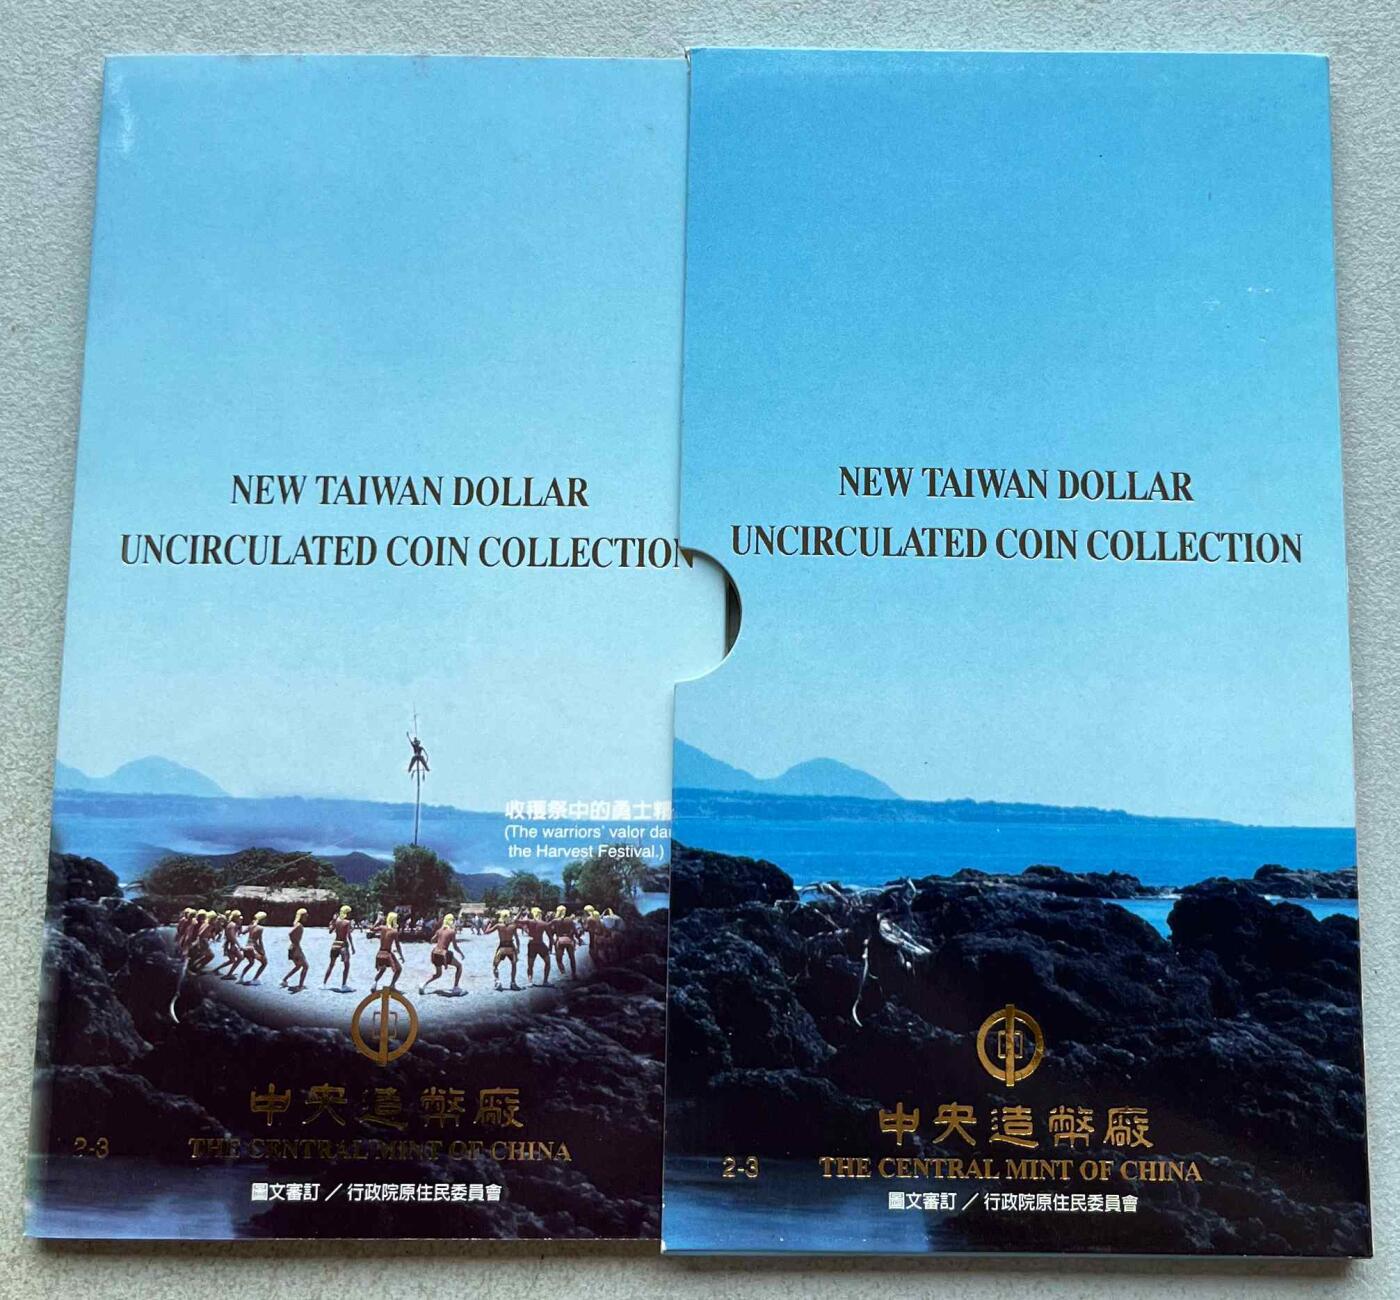 NEW TAIWAN DOLLAR
UNCIRCULATED COIN COLLECTION
收穫祭中的勇士精
(The warriors' valor da
the Harvest Festival.)
中央造幣廠
2-3
THE CENTRAL MINT OF CHINA
圖文審訂／行政院原住民委員會
NEW TAIWAN DOLLAR
UNCIRCULATED COIN COLLECTION
中央造幣廠
2-3
THE CENTRAL MINT OF CHINA
圖文審訂／行政院原住民委員會